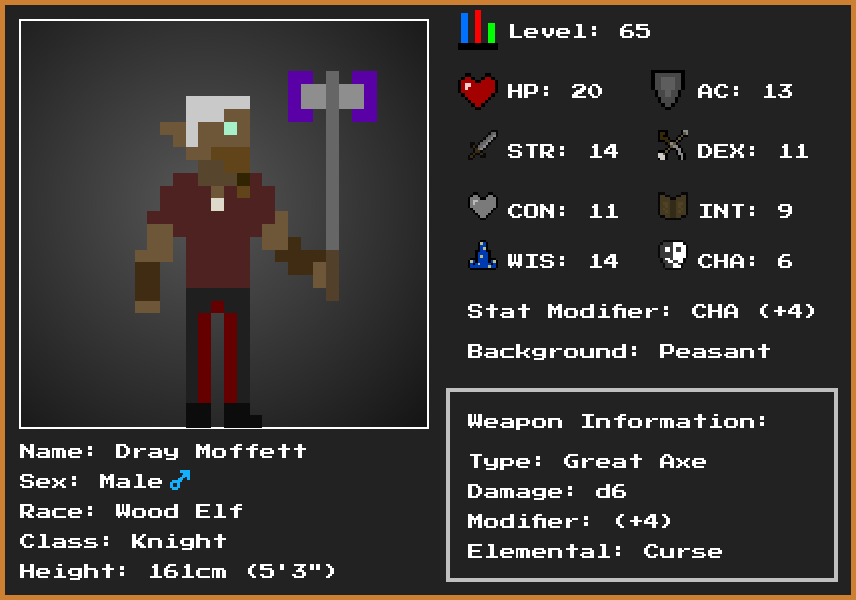 Level: 65
HP: 20
AC: 13
STR: 14
DEX: 11
CON: 11
INT: 9
WIS: 14
CHA: 6
Stat Modifier: CHA (+4)
Background: Peasant
Weapon Information:
Type: Great Axe
Damage: d6
Modifier: (+4)
Elemental: Curse
Name: Dray Moffett
Sex: Male ♂
Race: Wood Elf
Class: Knight
Height: 161cm (5'3")